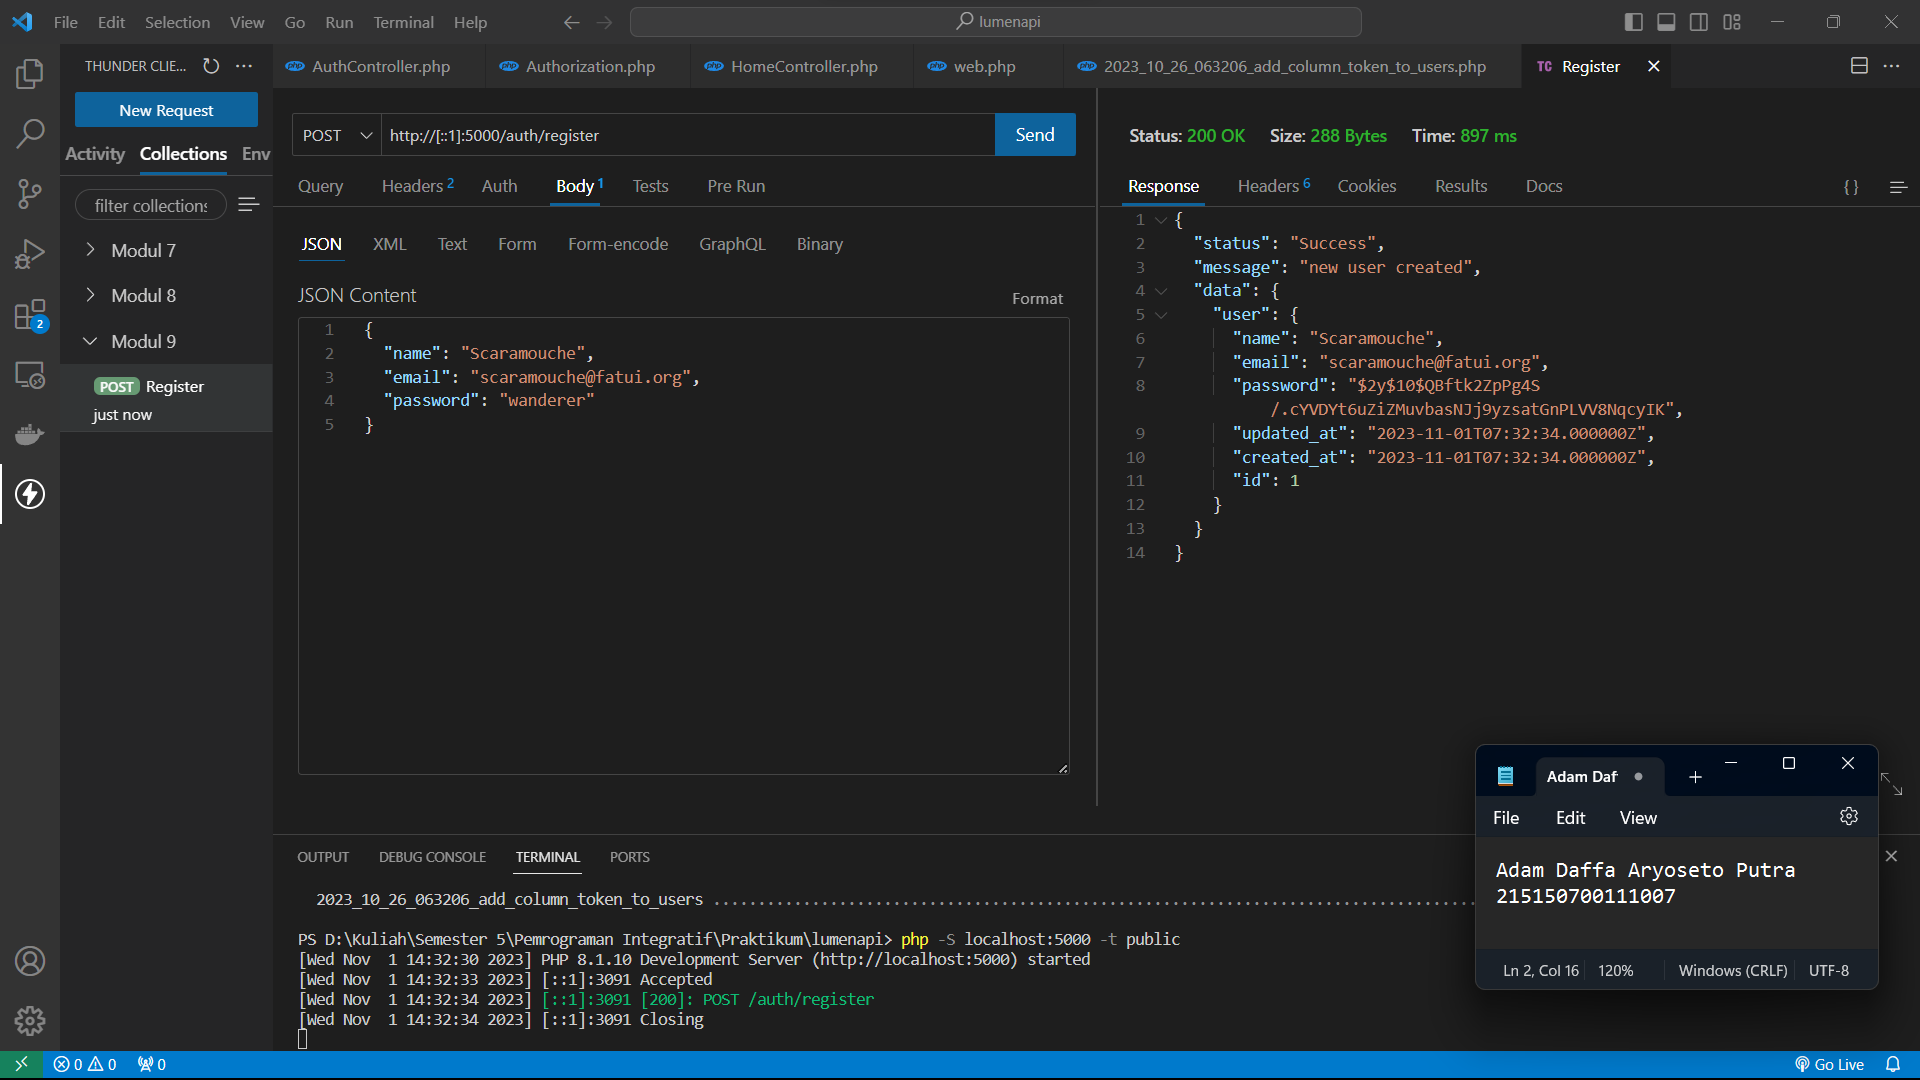 File Edit Selection View Go Run Terminal Help
lumenapi
THUNDER CLIE...
New Request
Activity Collections Env
filter collections
Modul 7
Modul 8
Modul 9
POST Register
just now
2
AuthController.php
Authorization.php
HomeController.php
web.php
2023_10_26_063206_add_column_token_to_users.php
TC Register
POST http://[::1]:5000/auth/register Send
Query Headers 2 Auth Body 1 Tests Pre Run
JSON XML Text Form Form-encode GraphQL Binary
JSON Content
Format
1 {
2 "name": "Scaramouche",
3 "email": "scaramouche@fatui.org",
4 "password": "wanderer"
5 }
Status: 200 OK Size: 288 Bytes Time: 897 ms
Response Headers 6 Cookies Results Docs
{ }
1 {
2 "status": "Success",
3 "message": "new user created",
4 "data": {
5 "user": {
6 "name": "Scaramouche",
7 "email": "scaramouche@fatui.org",
8 "password": "$2y$10$QBftk2ZpPg4S
/.cYVDYt6uZiZMuvbasNJj9yzsatGnPLVV8NqcyIK",
9 "updated_at": "2023-11-01T07:32:34.000000Z",
10 "created_at": "2023-11-01T07:32:34.000000Z",
11 "id": 1
12 }
13 }
14 }
OUTPUT DEBUG CONSOLE TERMINAL PORTS
2023_10_26_063206_add_column_token_to_users ....................................................................................
PS D:\Kuliah\Semester 5\Pemrograman Integratif\Praktikum\lumenapi> php -S localhost:5000 -t public
[Wed Nov  1 14:32:30 2023] PHP 8.1.10 Development Server (http://localhost:5000) started
[Wed Nov  1 14:32:33 2023] [::1]:3091 Accepted
[Wed Nov  1 14:32:34 2023] [::1]:3091 [200]: POST /auth/register
[Wed Nov  1 14:32:34 2023] [::1]:3091 Closing
Adam Daf
File Edit View
Adam Daffa Aryoseto Putra
215150700111007
Ln 2, Col 16 120% Windows (CRLF) UTF-8
0 0 0
Go Live